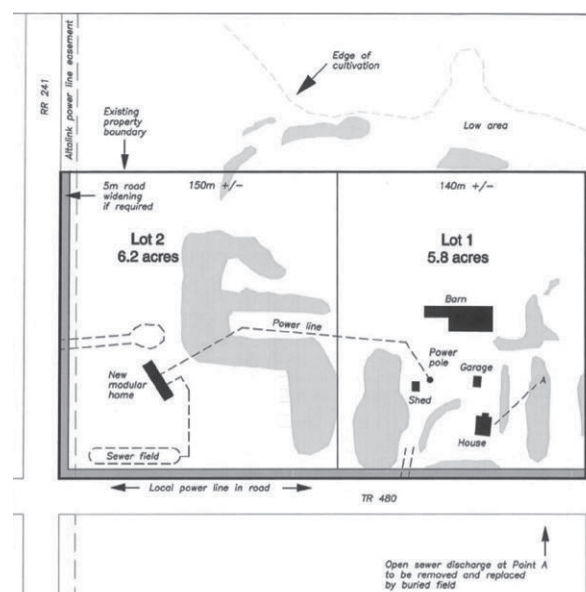 RR 241
Altalink power line easement
Edge of
cultivation
Existing
property
boundary
Low area
5m road
widening
if required
150m +/-
140m +/-
Lot 2
6.2 acres
Lot 1
5.8 acres
Barn
Power line
Power
pole
Garage
New
modular
home
Shed
A
House
Sewer field
Local power line in road
TR 480
Open sewer discharge at Point A
to be removed and replaced
by buried field